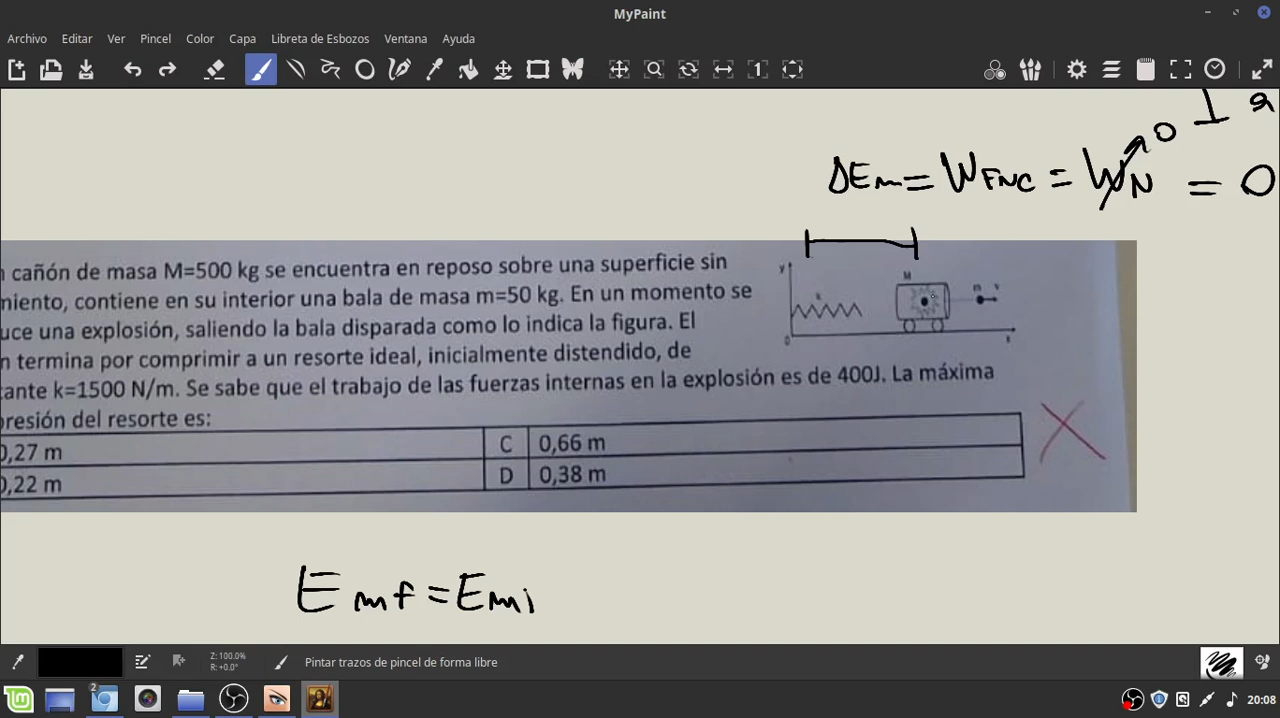 MyPaint
Archivo Editar Ver Pincel Color Capa Libreta de Esbozos Ventana Ayuda
ΔEm = WFNC = WN 0 = 0
n cañón de masa M=500 kg se encuentra en reposo sobre una superficie sin
miento, contiene en su interior una bala de masa m=50 kg. En un momento se
uce una explosión, saliendo la bala disparada como lo indica la figura. El
n termina por comprimir a un resorte ideal, inicialmente distendido, de
tante k=1500 N/m. Se sabe que el trabajo de las fuerzas internas en la explosión es de 400J. La máxima
presión del resorte es:
0,27 m C 0,66 m
0,22 m D 0,38 m
y M m v
k
0 x
Emf = Emi
Z: 100.0%
R: +0.0°
Pintar trazos de pincel de forma libre
2
20:08